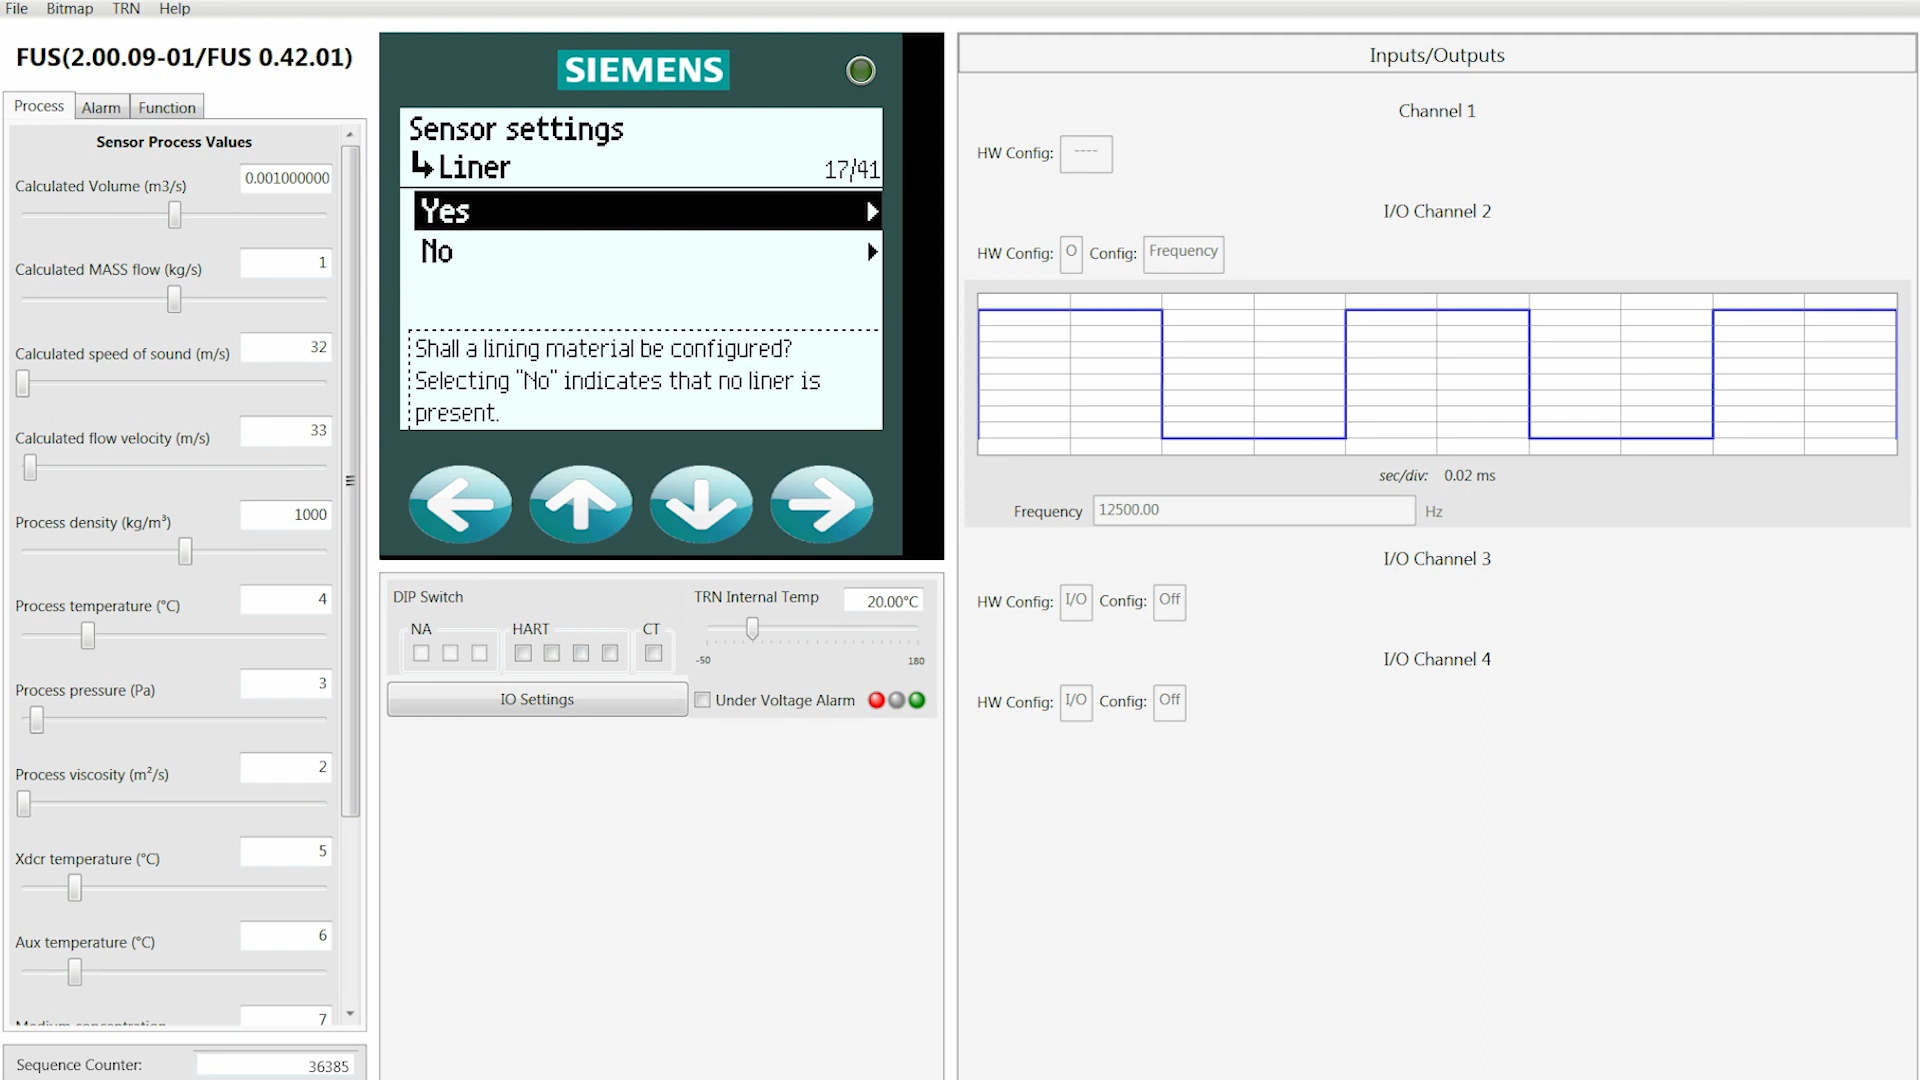 File Bitmap TRN Help
FUS(2.00.09-01/FUS 0.42.01)
Process Alarm Function
Sensor Process Values
Calculated Volume (m3/s) 0.001000000
Calculated MASS flow (kg/s) 1
Calculated speed of sound (m/s) 32
Calculated flow velocity (m/s) 33
Process density (kg/m³) 1000
Process temperature (°C) 4
Process pressure (Pa) 3
Process viscosity (m²/s) 2
Xdcr temperature (°C) 5
Aux temperature (°C) 6
Medium concentration 7
Sequence Counter: 36385
SIEMENS
Sensor settings
Liner 17/41
Yes
No
Shall a lining material be configured?
Selecting "No" indicates that no liner is
present.
DIP Switch
NA HART CT
TRN Internal Temp 20.00°C
-50 180
IO Settings
Under Voltage Alarm
Inputs/Outputs
Channel 1
HW Config: ----
I/O Channel 2
HW Config: O Config: Frequency
sec/div: 0.02 ms
Frequency 12500.00 Hz
I/O Channel 3
HW Config: I/O Config: Off
I/O Channel 4
HW Config: I/O Config: Off